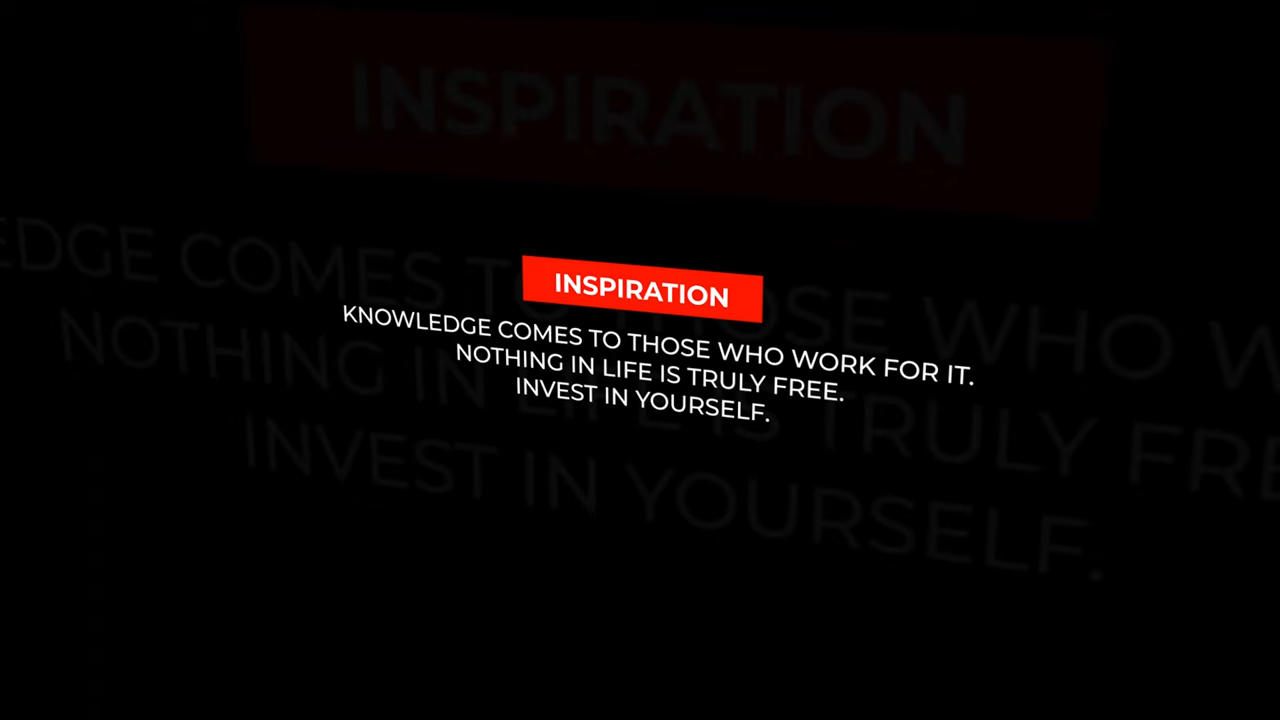 INSPIRATION
KNOWLEDGE COMES TO THOSE WHO WORK FOR IT.
NOTHING IN LIFE IS TRULY FREE.
INVEST IN YOURSELF.